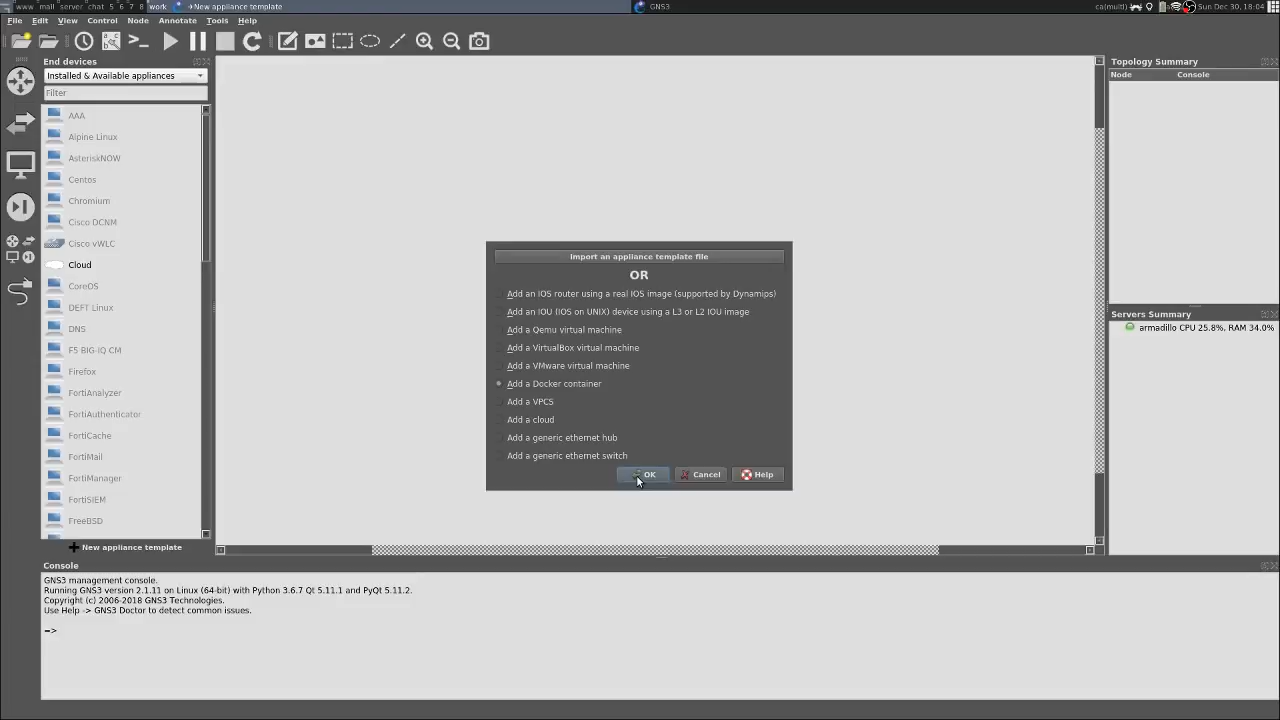 www mail server chat 5 6 7 8 work New appliance template GNS3 ca(multi) Sun Dec 30, 18:04
File Edit View Control Node Annotate Tools Help
End devices
Installed & Available appliances
Filter
AAA
Alpine Linux
AsteriskNOW
Centos
Chromium
Cisco DCNM
Cisco vWLC
Cloud
CoreOS
DEFT Linux
DNS
F5 BIG-IQ CM
Firefox
FortiAnalyzer
FortiAuthenticator
FortiCache
FortiMail
FortiManager
FortiSIEM
FreeBSD
New appliance template
Import an appliance template file
OR
Add an IOS router using a real IOS image (supported by Dynamips)
Add an IOU (IOS on UNIX) device using a L3 or L2 IOU image
Add a Qemu virtual machine
Add a VirtualBox virtual machine
Add a VMware virtual machine
Add a Docker container
Add a VPCS
Add a cloud
Add a generic ethernet hub
Add a generic ethernet switch
OK Cancel Help
Topology Summary
Node Console
Servers Summary
armadillo CPU 25.8%, RAM 34.0%
Console
GNS3 management console.
Running GNS3 version 2.1.11 on Linux (64-bit) with Python 3.6.7 Qt 5.11.1 and PyQt 5.11.2.
Copyright (c) 2006-2018 GNS3 Technologies.
Use Help -> GNS3 Doctor to detect common issues.
=>